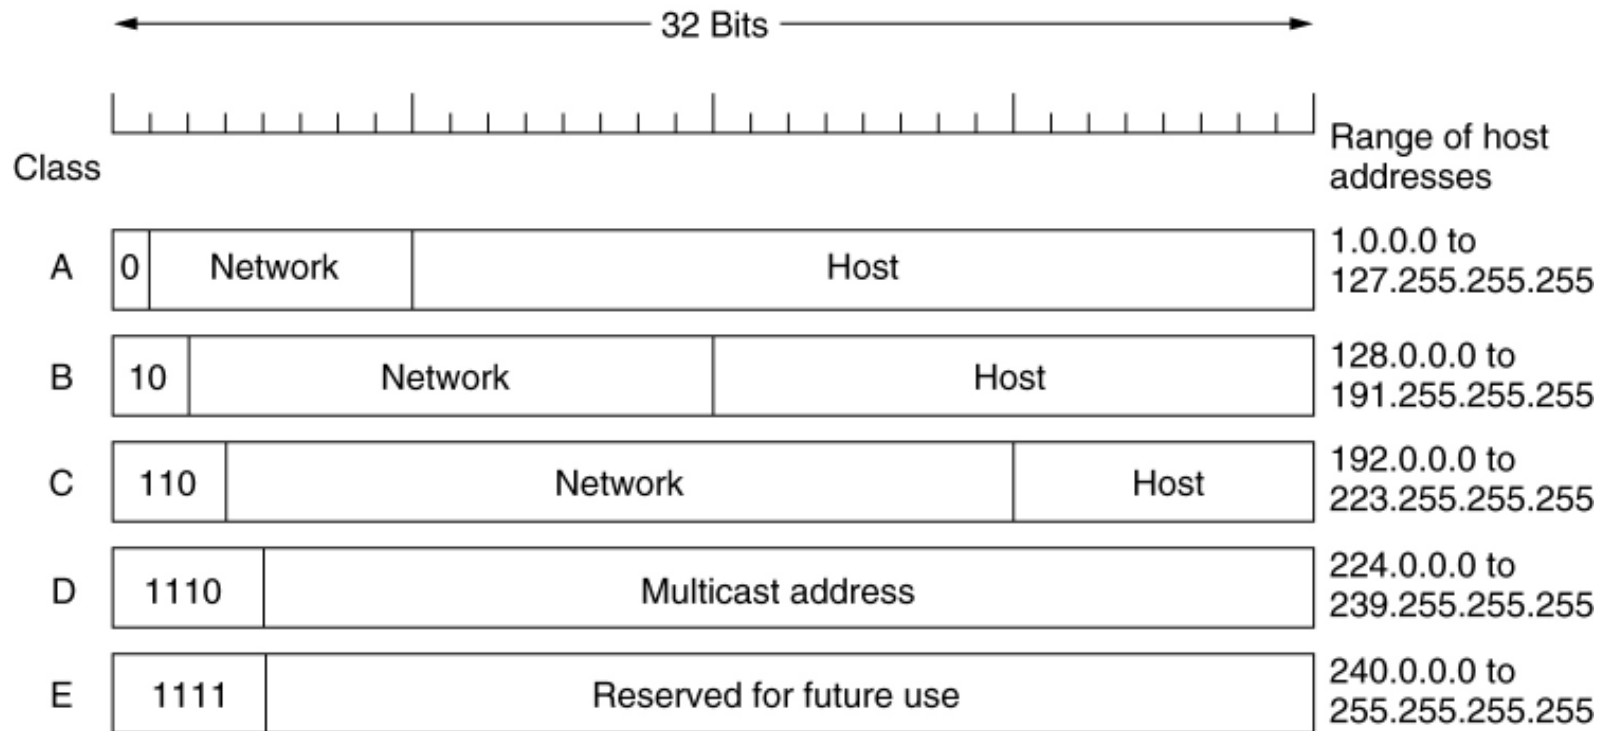 32 Bits
Range of host
addresses
Class
A
0
Network
Host
1.0.0.0 to
127.255.255.255
B
10
Network
Host
128.0.0.0 to
191.255.255.255
C
110
Network
Host
192.0.0.0 to
223.255.255.255
D
1110
Multicast address
224.0.0.0 to
239.255.255.255
E
1111
Reserved for future use
240.0.0.0 to
255.255.255.255